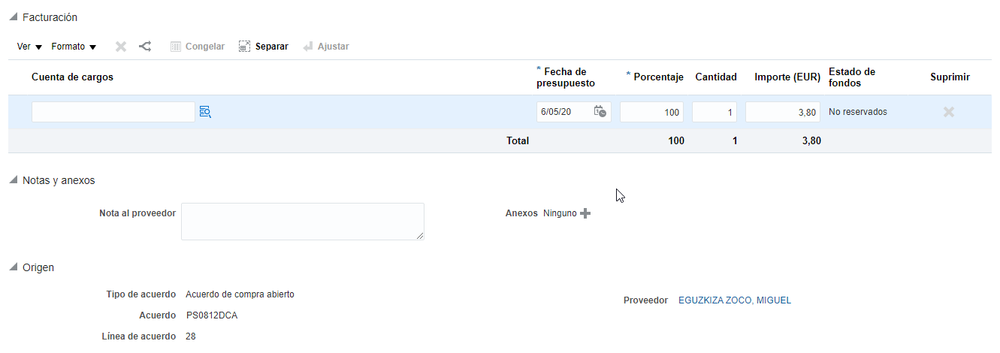 Facturación
Ver Formato Congelar Separar Ajustar
Cuenta de cargos * Fecha de presupuesto * Porcentaje Cantidad Importe (EUR) Estado de fondos Suprimir
6/05/20 100 1 3,80 No reservados
Total 100 1 3,80
Notas y anexos
Nota al proveedor Anexos Ninguno
Origen
Tipo de acuerdo Acuerdo de compra abierto
Proveedor EGUZKIZA ZOCO, MIGUEL
Acuerdo PS0812DCA
Línea de acuerdo 28